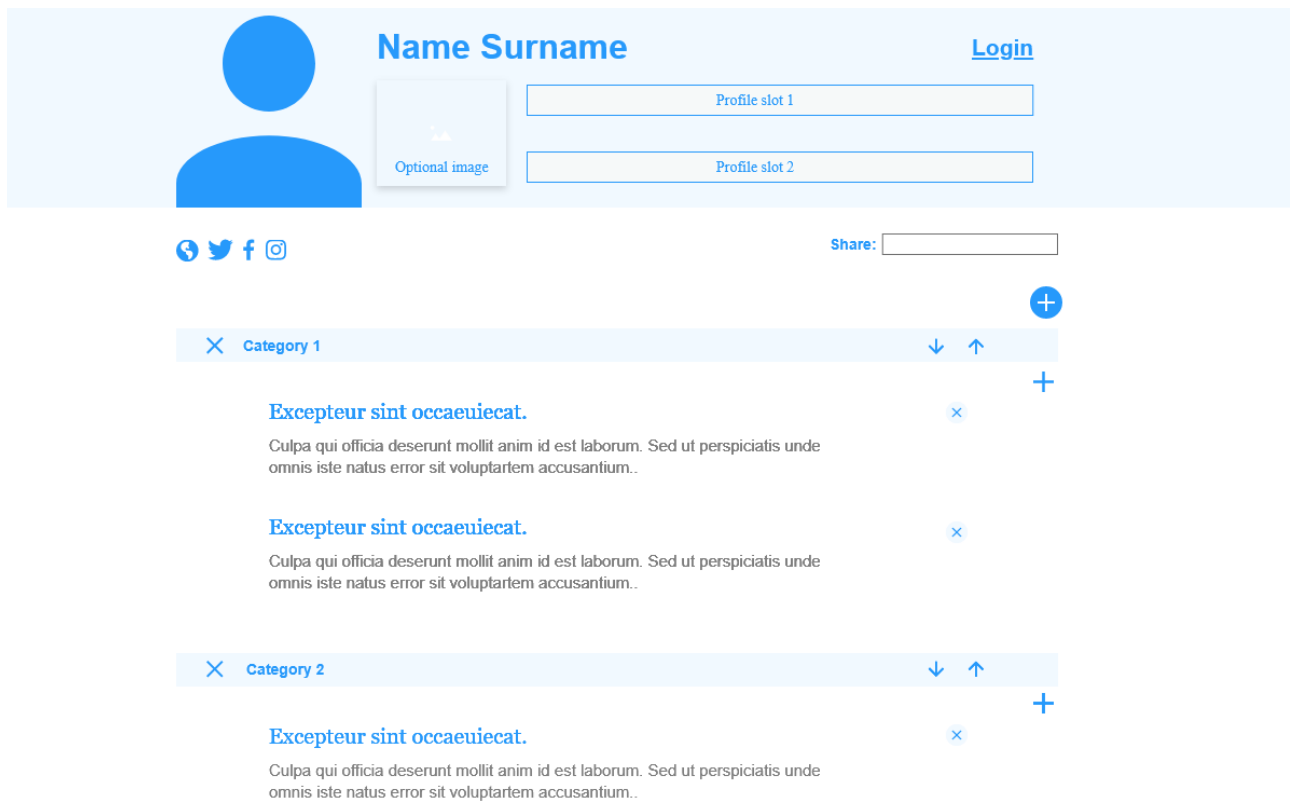 Name Surname
Login
Profile slot 1
Optional image
Profile slot 2
Share:
Category 1
Excepteur sint occaeuiecat.
Culpa qui officia deserunt mollit anim id est laborum. Sed ut perspiciatis unde
omnis iste natus error sit voluptartem accusantium..
Excepteur sint occaeuiecat.
Culpa qui officia deserunt mollit anim id est laborum. Sed ut perspiciatis unde
omnis iste natus error sit voluptartem accusantium..
Category 2
Excepteur sint occaeuiecat.
Culpa qui officia deserunt mollit anim id est laborum. Sed ut perspiciatis unde
omnis iste natus error sit voluptartem accusantium..